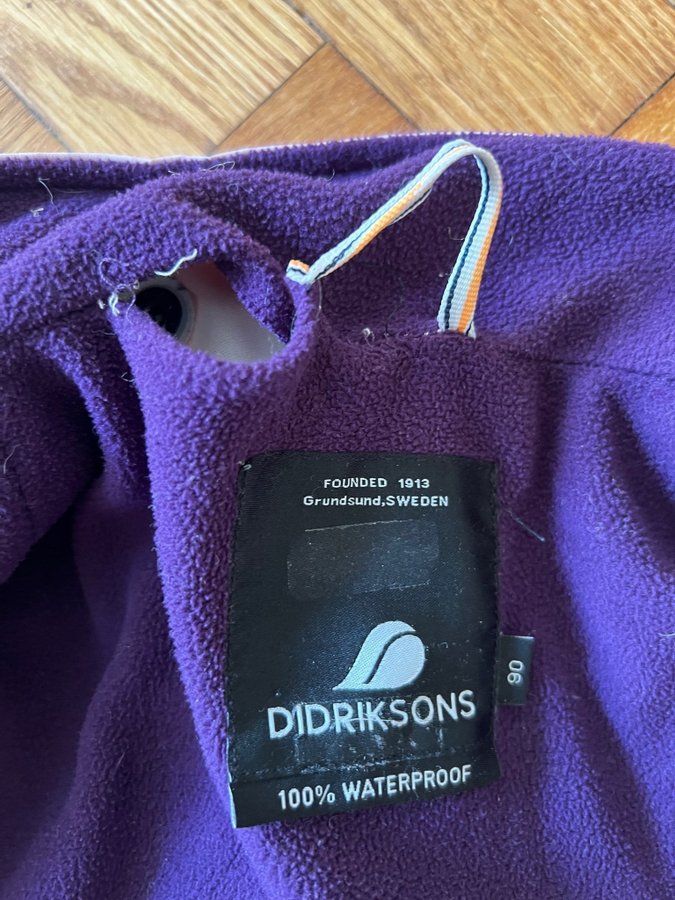 FOUNDED 1913
Grundsund,SWEDEN
DIDRIKSONS
90
100% WATERPROOF